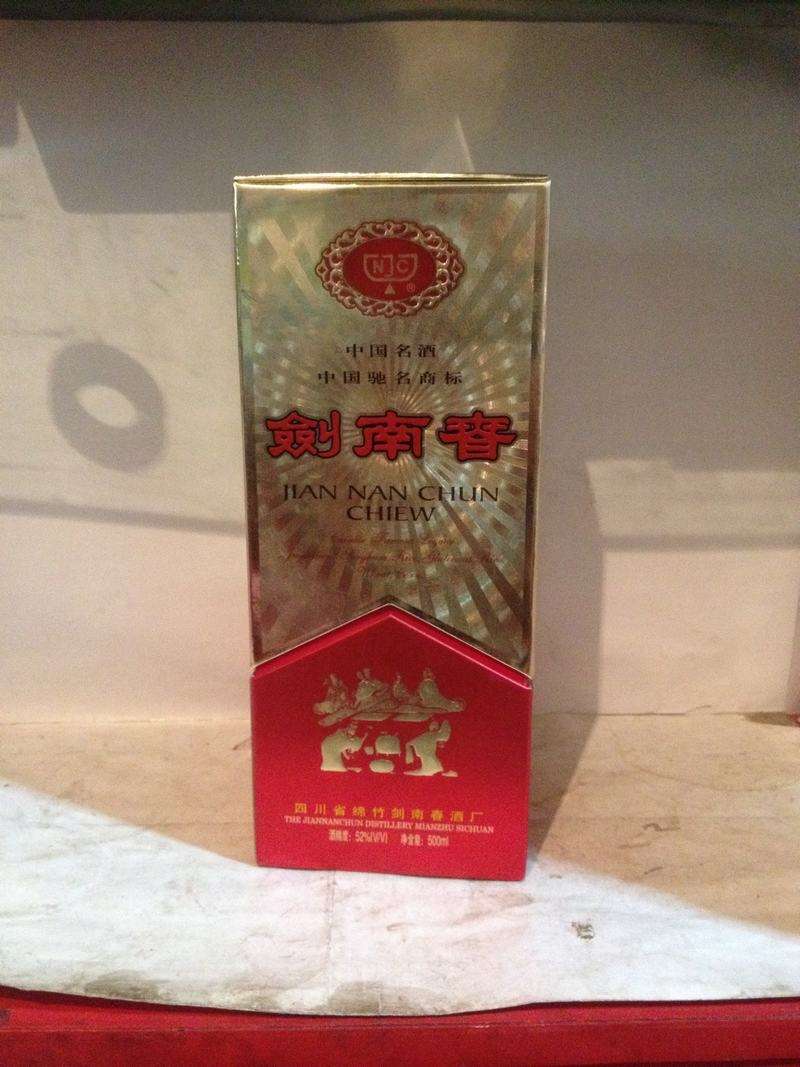 NC
®
中国名酒
中国驰名商标
劍南春
JIAN NAN CHUN
CHIEW
四川省绵竹剑南春酒厂
THE JIANNANCHUN DISTILLERY MIANZHU SICHUAN
酒精度: 52%(V/V) 净含量: 500ml